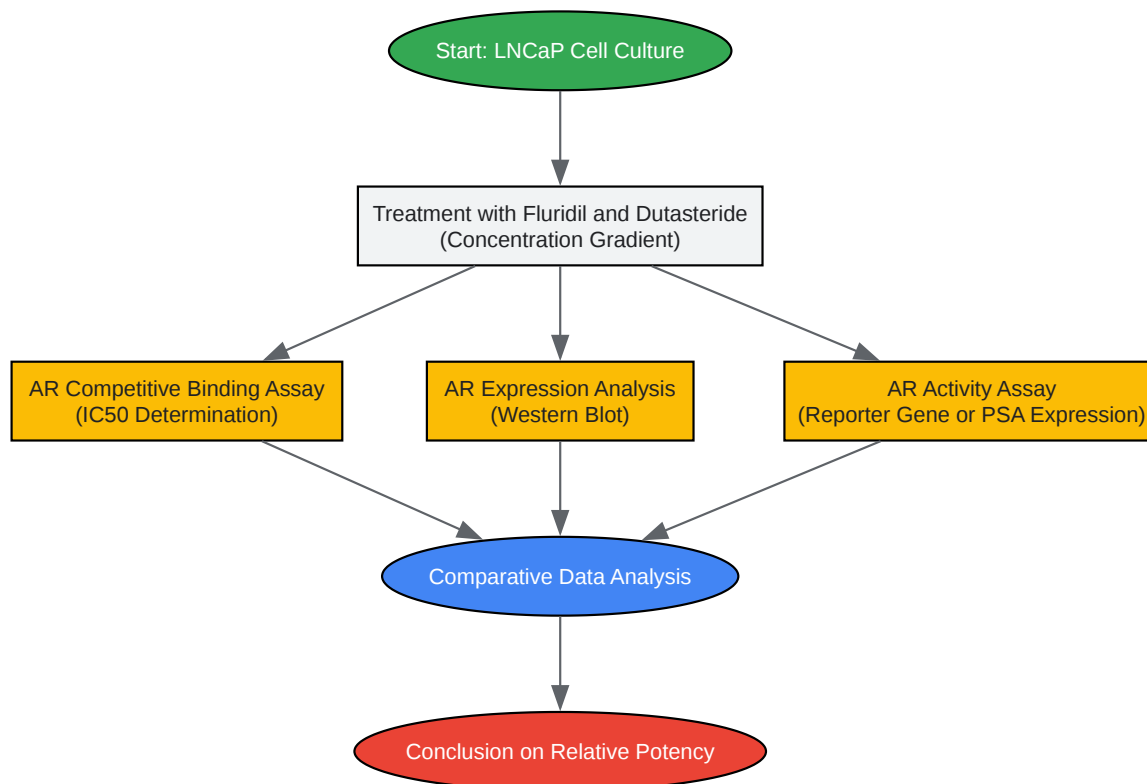 Start: LNCaP Cell Culture
Treatment with Fluridil and Dutasteride
(Concentration Gradient)
AR Competitive Binding Assay
(IC50 Determination)
AR Expression Analysis
(Western Blot)
AR Activity Assay
(Reporter Gene or PSA Expression)
Comparative Data Analysis
Conclusion on Relative Potency